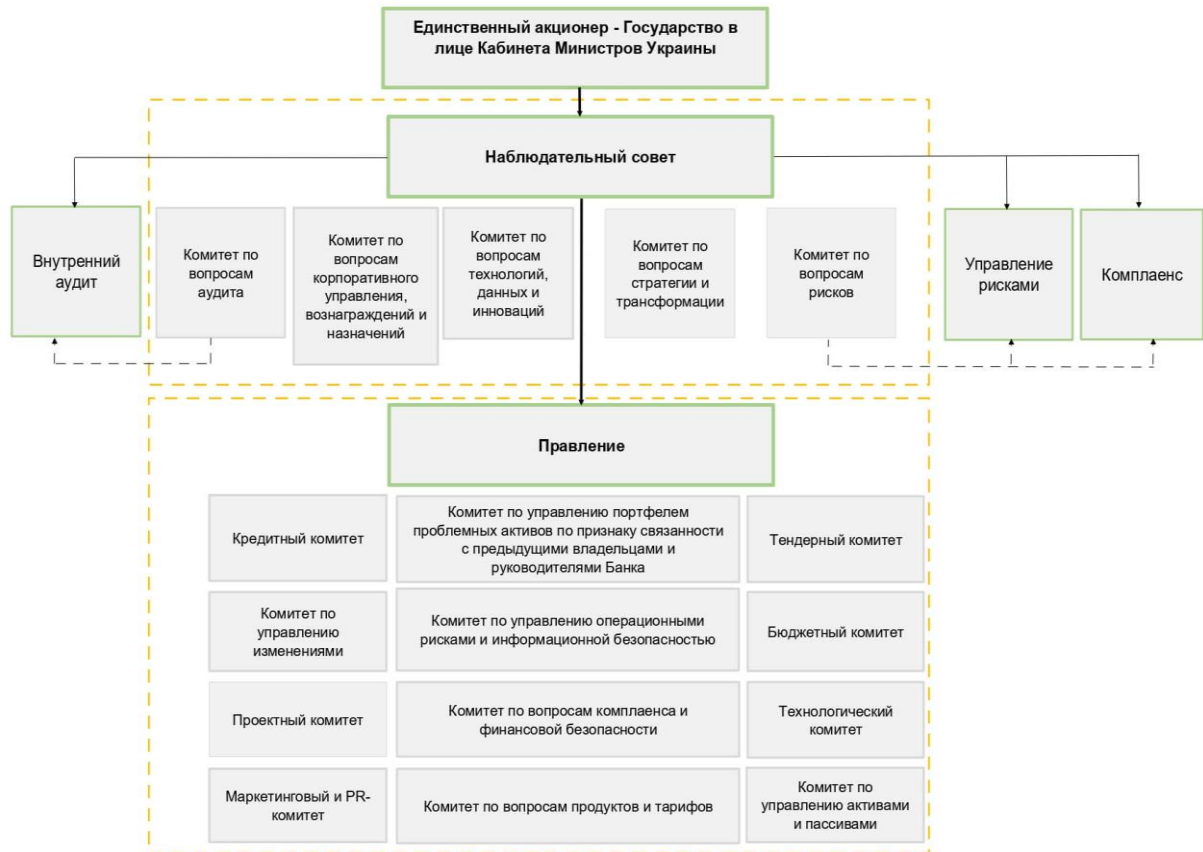 Единственный акционер - Государство в
лице Кабинета Министров Украины
Наблюдательный совет
Внутренний
аудит
Комитет по
вопросам
аудита
Комитет по
вопросам
корпоративного
управления,
вознаграждений и
назначений
Комитет по
вопросам
технологий,
данных и
инноваций
Комитет по
вопросам
стратегии и
трансформации
Комитет по
вопросам
рисков
Управление
рисками
Комплаенс
Правление
Кредитный комитет
Комитет по управлению портфелем
проблемных активов по признаку связанности
с предыдущими владельцами и
руководителями Банка
Тендерный комитет
Комитет по
управлению
изменениями
Комитет по управлению операционными
рисками и информационной безопасностью
Бюджетный комитет
Проектный комитет
Комитет по вопросам комплаенса и
финансовой безопасности
Технологический
комитет
Маркетинговый и PR-
комитет
Комитет по вопросам продуктов и тарифов
Комитет по
управлению активами
и пассивами